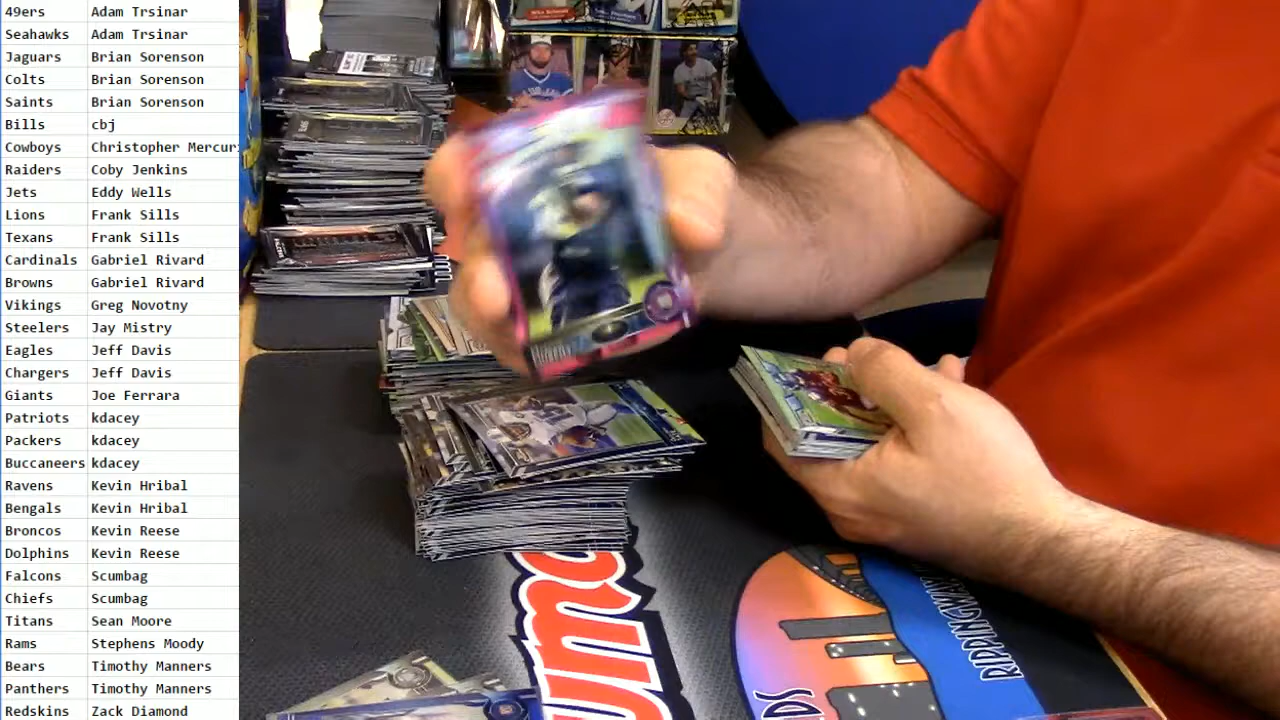 49ers Adam Trsinar
Seahawks Adam Trsinar
Jaguars Brian Sorenson
Colts Brian Sorenson
Saints Brian Sorenson
Bills cbj
Cowboys Christopher Mercur
Raiders Coby Jenkins
Jets Eddy Wells
Lions Frank Sills
Texans Frank Sills
Cardinals Gabriel Rivard
Browns Gabriel Rivard
Vikings Greg Novotny
Steelers Jay Mistry
Eagles Jeff Davis
Chargers Jeff Davis
Giants Joe Ferrara
Patriots kdacey
Packers kdacey
Buccaneers kdacey
Ravens Kevin Hribal
Bengals Kevin Hribal
Broncos Kevin Reese
Dolphins Kevin Reese
Falcons Scumbag
Chiefs Scumbag
Titans Sean Moore
Rams Stephens Moody
Bears Timothy Manners
Panthers Timothy Manners
Redskins Zack Diamond
RIPPINGWAX